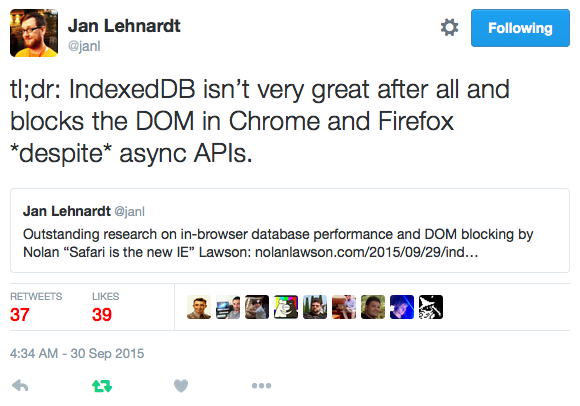 Jan Lehnardt
@janl
Following
tl;dr: IndexedDB isn’t very great after all and
blocks the DOM in Chrome and Firefox
*despite* async APIs.
Jan Lehnardt @janl
Outstanding research on in-browser database performance and DOM blocking by
Nolan “Safari is the new IE” Lawson: nolanlawson.com/2015/09/29/ind…
RETWEETS LIKES
37 39
4:34 AM - 30 Sep 2015